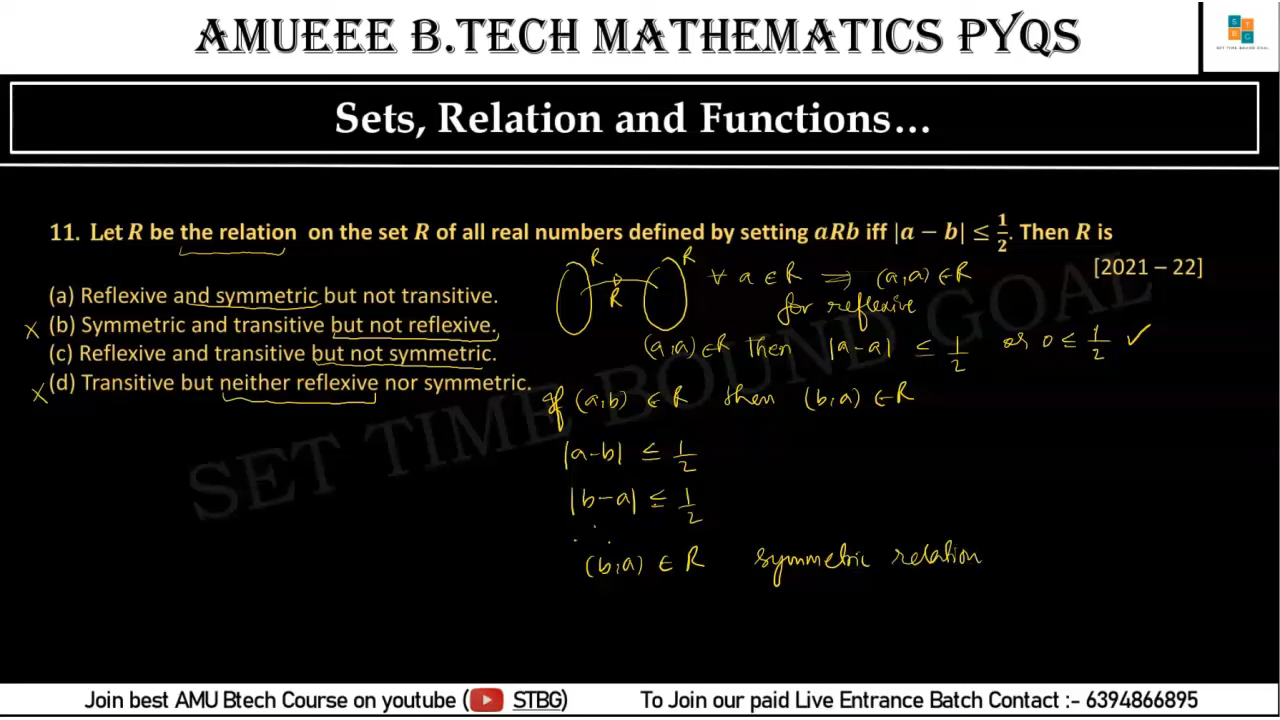 AMUEEE B.TECH MATHEMATICS PYQS
S T
B G
SET TIME BOUND GOAL
Sets, Relation and Functions…
11. Let R be the relation on the set R of all real numbers defined by setting aRb iff |a − b| ≤ 1/2. Then R is
[2021 – 22]
(a) Reflexive and symmetric but not transitive.
x (b) Symmetric and transitive but not reflexive.
(c) Reflexive and transitive but not symmetric.
x (d) Transitive but neither reflexive nor symmetric.
R R
R
∀ a ∈ R ⇒ (a,a) ∈ R
for reflexive
(a,a) ∈ R then |a-a| ≤ 1/2 or 0 ≤ 1/2 ✓
If (a,b) ∈ R then (b,a) ∈ R
|a-b| ≤ 1/2
|b-a| ≤ 1/2
∴ (b,a) ∈ R symmetric relation
SET TIME BOUND GOAL
Join best AMU Btech Course on youtube ( STBG) To Join our paid Live Entrance Batch Contact :- 6394866895